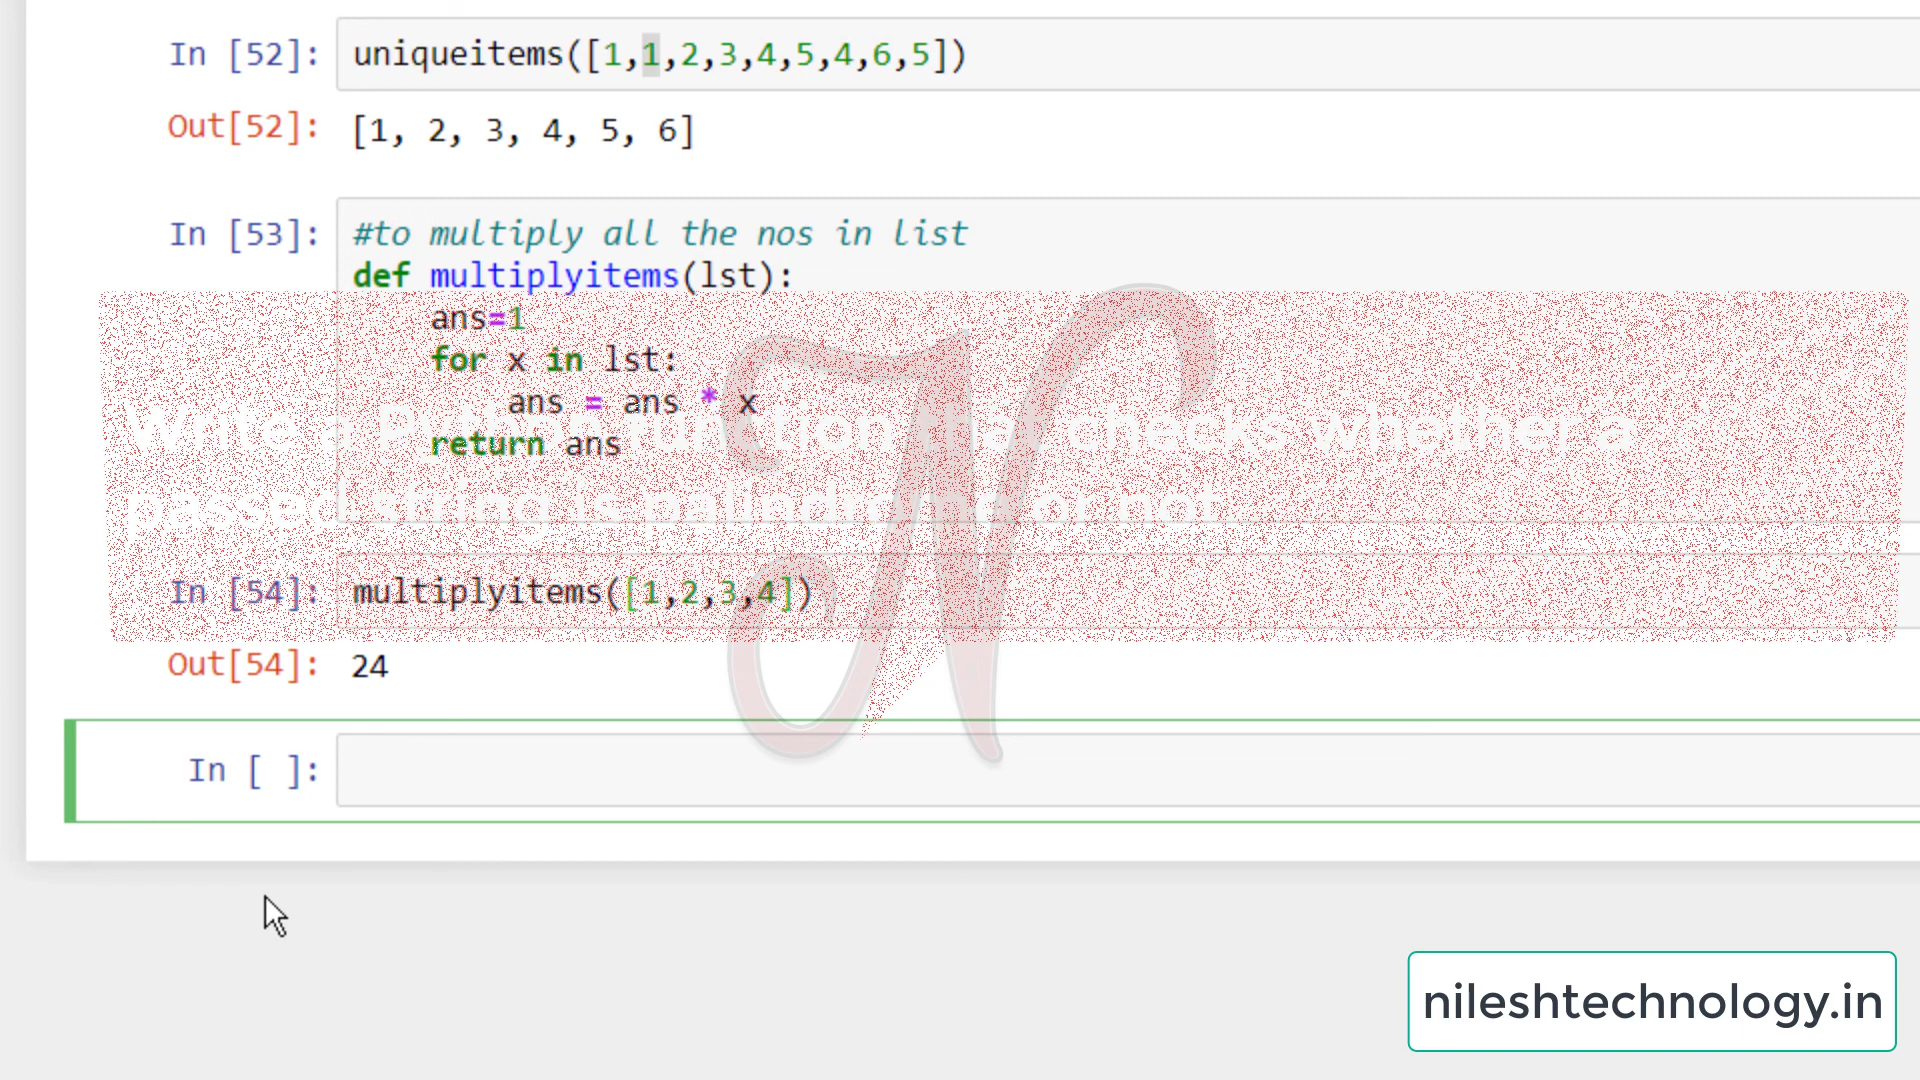 In [52]: uniqueitems([1,1,2,3,4,5,4,6,5])
Out[52]: [1, 2, 3, 4, 5, 6]
In [53]: #to multiply all the nos in list
def multiplyitems(lst):
    ans=1
    for x in lst:
        ans = ans * x
    return ans
Write a Python function that checks whether a
passed string is palindrome or not
In [54]: multiplyitems([1,2,3,4])
Out[54]: 24
In [ ]:
N
nileshtechnology.in